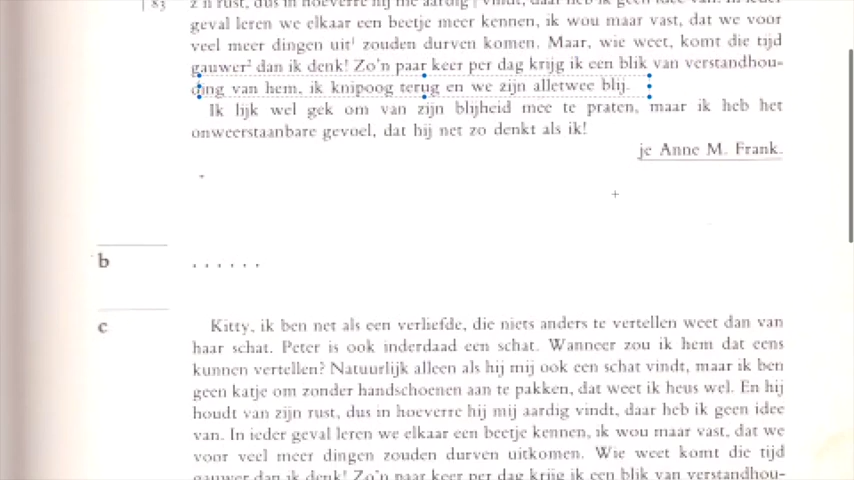 | 83
z'n rust, dus in hoeverre hij me aardig | vindt, daar heb ik geen idee van. In ieder
geval leren we elkaar een beetje meer kennen, ik wou maar vast, dat we voor
veel meer dingen uit¹ zouden durven komen. Maar, wie weet, komt die tijd
gauwer² dan ik denk! Zo'n paar keer per dag krijg ik een blik van verstandhou-
ding van hem, ik knipoog terug en we zijn alletwee blij.
Ik lijk wel gek om van zijn blijheid mee te praten, maar ik heb het
onweerstaanbare gevoel, dat hij net zo denkt als ik!
je Anne M. Frank.
b
. . . . . .
c
Kitty, ik ben net als een verliefde, die niets anders te vertellen weet dan van
haar schat. Peter is ook inderdaad een schat. Wanneer zou ik hem dat eens
kunnen vertellen? Natuurlijk alleen als hij mij ook een schat vindt, maar ik ben
geen katje om zonder handschoenen aan te pakken, dat weet ik heus wel. En hij
houdt van zijn rust, dus in hoeverre hij mij aardig vindt, daar heb ik geen idee
van. In ieder geval leren we elkaar een beetje kennen, ik wou maar vast, dat we
voor veel meer dingen zouden durven uitkomen. Wie weet komt die tijd
gauwer dan ik denk! Zo'n paar keer per dag krijg ik een blik van verstandhou-